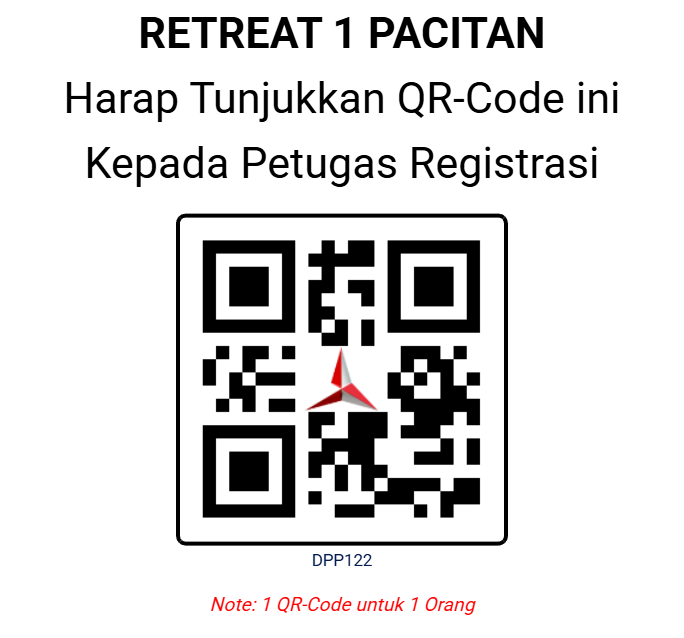 RETREAT 1 PACITAN
Harap Tunjukkan QR-Code ini
Kepada Petugas Registrasi
DPP122
Note: 1 QR-Code untuk 1 Orang